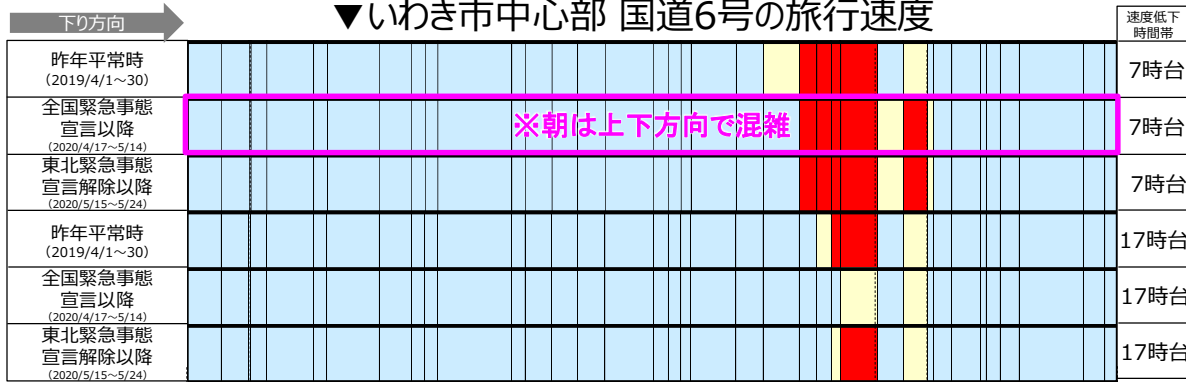 ▼いわき市中心部 国道6号の旅行速度
下り方向
速度低下
時間帯
昨年平常時
（2019/4/1～30）
7時台
全国緊急事態
宣言以降
（2020/4/17～5/14）
※朝は上下方向で混雑
7時台
東北緊急事態
宣言解除以降
（2020/5/15～5/24）
7時台
昨年平常時
（2019/4/1～30）
17時台
全国緊急事態
宣言以降
（2020/4/17～5/14）
17時台
東北緊急事態
宣言解除以降
（2020/5/15～5/24）
17時台